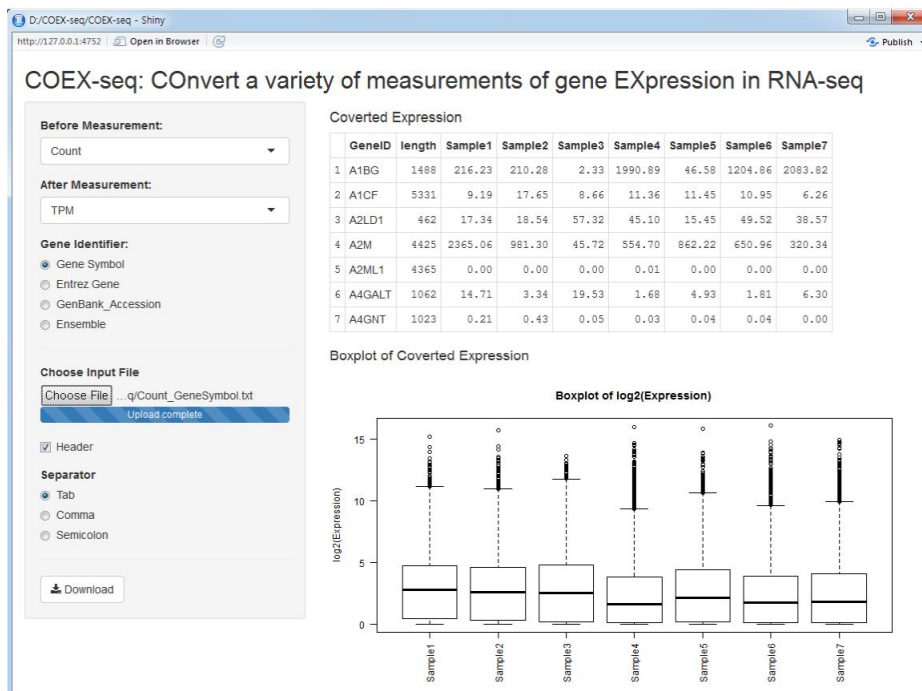 D:/COEX-seq/COEX-seq - Shiny
http://127.0.0.1:4752 Open in Browser Publish
COEX-seq: COnvert a variety of measurements of gene EXpression in RNA-seq
Before Measurement:
Count
After Measurement:
TPM
Gene Identifier:
Gene Symbol
Entrez Gene
GenBank_Accession
Ensemble
Choose Input File
Choose File ...q/Count_GeneSymbol.txt
Upload complete
Header
Separator
Tab
Comma
Semicolon
Download
Coverted Expression
GeneID length Sample1 Sample2 Sample3 Sample4 Sample5 Sample6 Sample7
1 A1BG 1488 216.23 210.28 2.33 1990.89 46.58 1204.86 2083.82
2 A1CF 5331 9.19 17.65 8.66 11.36 11.45 10.95 6.26
3 A2LD1 462 17.34 18.54 57.32 45.10 15.45 49.52 38.57
4 A2M 4425 2365.06 981.30 45.72 554.70 862.22 650.96 320.34
5 A2ML1 4365 0.00 0.00 0.00 0.01 0.00 0.00 0.00
6 A4GALT 1062 14.71 3.34 19.53 1.68 4.93 1.81 6.30
7 A4GNT 1023 0.21 0.43 0.05 0.03 0.04 0.04 0.00
Boxplot of Coverted Expression
Boxplot of log2(Expression)
log2(Expression)
15
10
5
0
Sample1 Sample2 Sample3 Sample4 Sample5 Sample6 Sample7